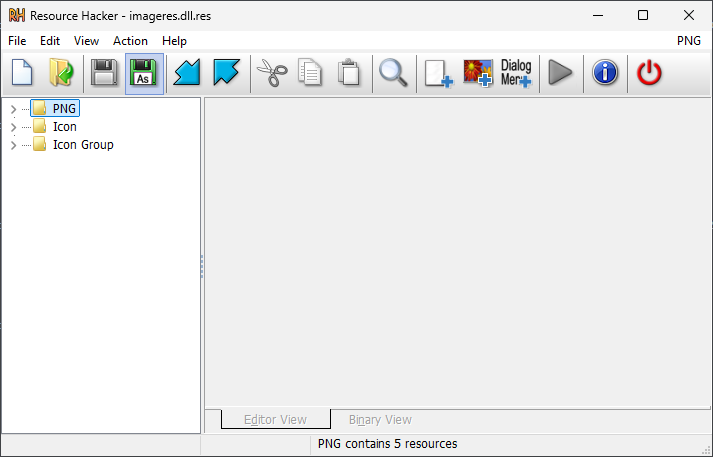 RH Resource Hacker - imageres.dll.res
File Edit View Action Help PNG
As Dialog
Menu
PNG
Icon
Icon Group
Editor View Binary View
PNG contains 5 resources